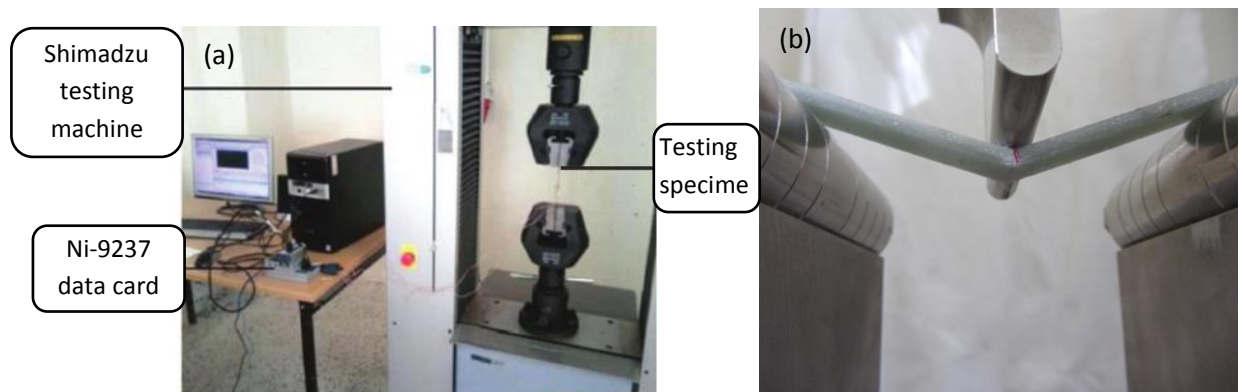 Shimadzu
testing
machine
(a)
Testing
specime
Ni-9237
data card
(b)